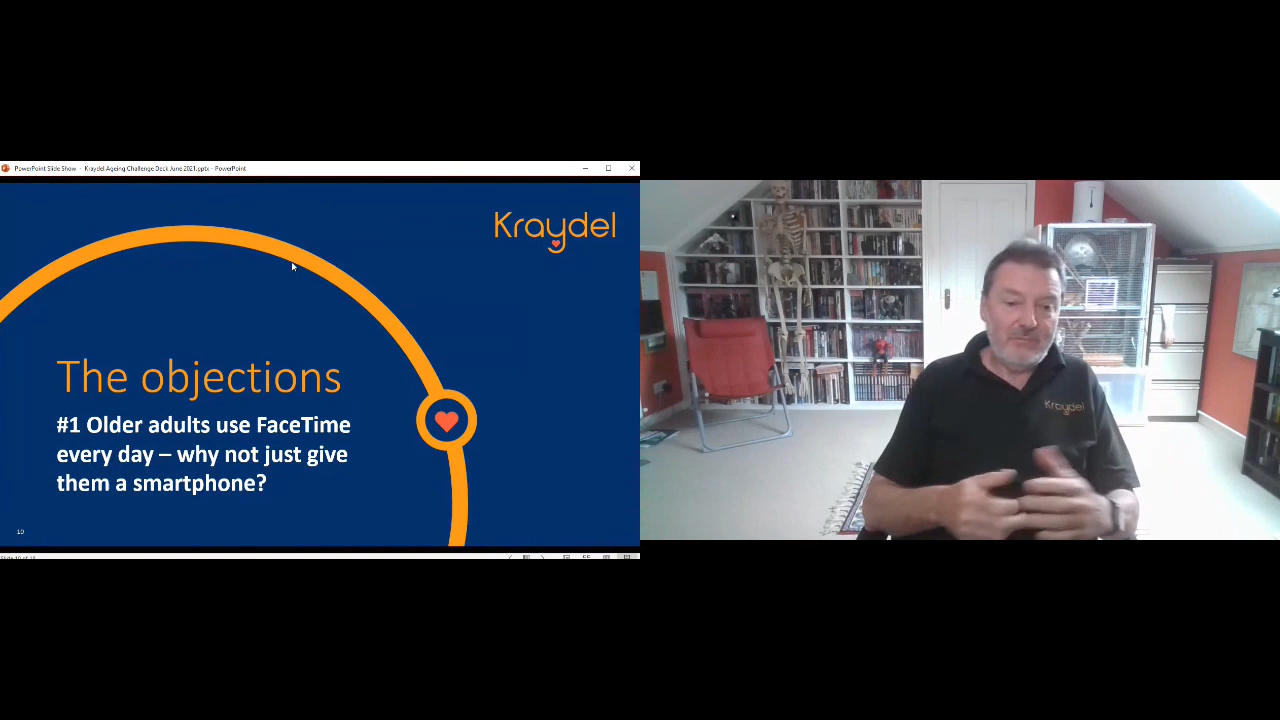 PowerPoint Slide Show - Kraydel Ageing Challenge Deck June 2021.pptx - PowerPoint
Kraydel
The objections
#1 Older adults use FaceTime
every day – why not just give
them a smartphone?
10
Kraydel